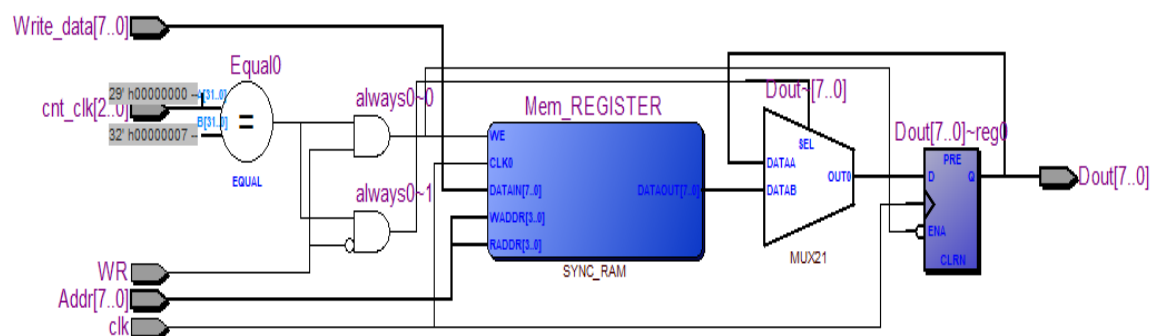 Write_data[7..0]
Equal0
29' h00000000 --
A[31..0]
cnt_clk[2..0]
B[31..0]
32' h00000007 --
=
EQUAL
always0~0
always0~1
WR
Addr[7..0]
clk
Mem_REGISTER
WE
CLK0
DATAIN[7..0]
DATAOUT[7..0]
WADDR[3..0]
RADDR[3..0]
SYNC_RAM
Dout~[7..0]
SEL
DATAA
OUT0
DATAB
MUX21
Dout[7..0]~reg0
PRE
D
Q
ENA
CLRN
Dout[7..0]